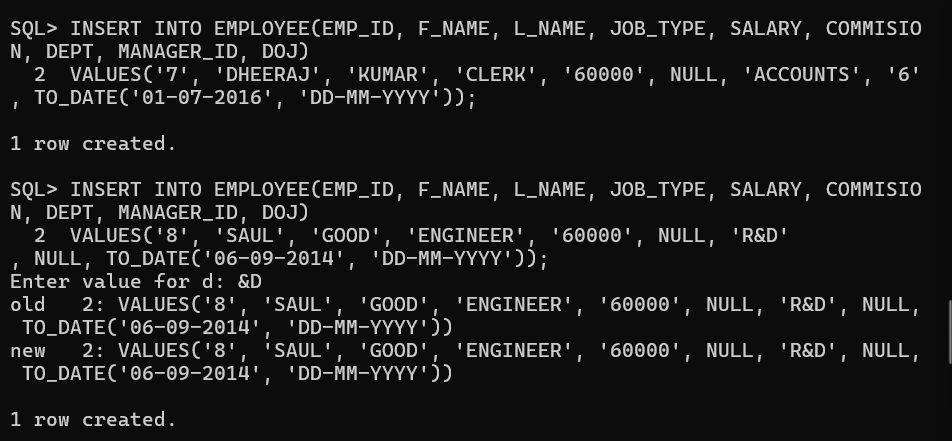 SQL> INSERT INTO EMPLOYEE(EMP_ID, F_NAME, L_NAME, JOB_TYPE, SALARY, COMMISIO
N, DEPT, MANAGER_ID, DOJ)
  2  VALUES('7', 'DHEERAJ', 'KUMAR', 'CLERK', '60000', NULL, 'ACCOUNTS', '6'
, TO_DATE('01-07-2016', 'DD-MM-YYYY'));

1 row created.

SQL> INSERT INTO EMPLOYEE(EMP_ID, F_NAME, L_NAME, JOB_TYPE, SALARY, COMMISIO
N, DEPT, MANAGER_ID, DOJ)
  2  VALUES('8', 'SAUL', 'GOOD', 'ENGINEER', '60000', NULL, 'R&D'
, NULL, TO_DATE('06-09-2014', 'DD-MM-YYYY'));
Enter value for d: &D
old   2: VALUES('8', 'SAUL', 'GOOD', 'ENGINEER', '60000', NULL, 'R&D', NULL,
 TO_DATE('06-09-2014', 'DD-MM-YYYY'))
new   2: VALUES('8', 'SAUL', 'GOOD', 'ENGINEER', '60000', NULL, 'R&D', NULL,
 TO_DATE('06-09-2014', 'DD-MM-YYYY'))

1 row created.